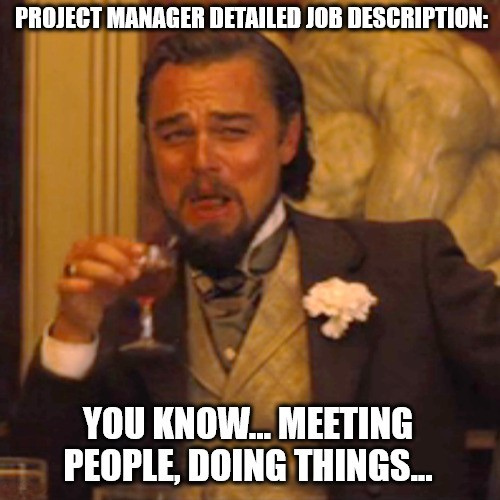 PROJECT MANAGER DETAILED JOB DESCRIPTION:
YOU KNOW... MEETING
PEOPLE, DOING THINGS...